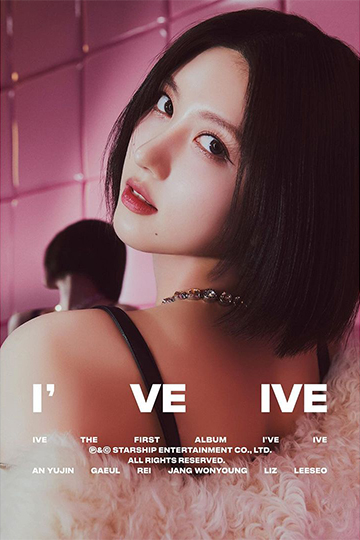 I' VE IVE
IVE THE FIRST ALBUM I'VE IVE
℗&© STARSHIP ENTERTAINMENT CO., LTD.
ALL RIGHTS RESERVED.
AN YUJIN GAEUL REI JANG WONYOUNG LIZ LEESEO